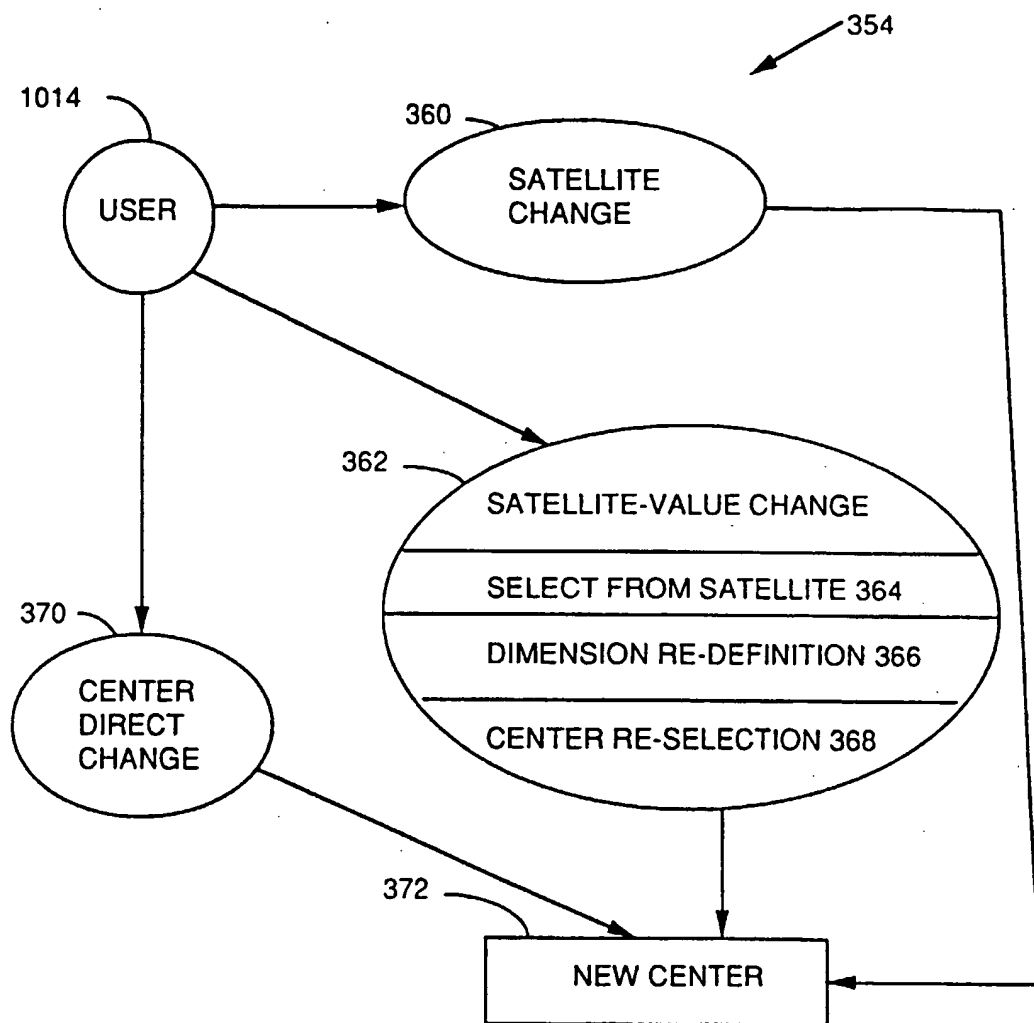 354
1014
360
USER
SATELLITE
CHANGE
362
SATELLITE-VALUE CHANGE
SELECT FROM SATELLITE 364
DIMENSION RE-DEFINITION 366
CENTER RE-SELECTION 368
370
CENTER
DIRECT
CHANGE
372
NEW CENTER